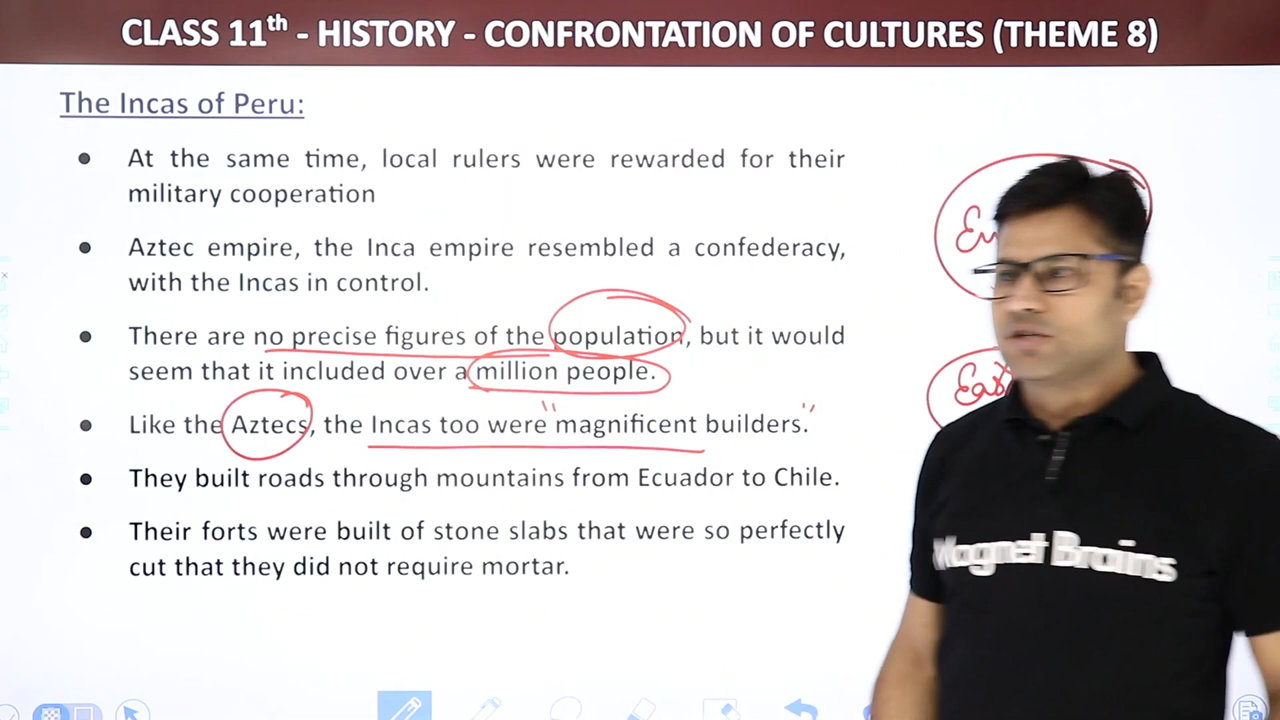 CLASS 11th - HISTORY - CONFRONTATION OF CULTURES (THEME 8)
The Incas of Peru:
● At the same time, local rulers were rewarded for their
military cooperation
● Aztec empire, the Inca empire resembled a confederacy,
with the Incas in control.
● There are no precise figures of the population, but it would
seem that it included over a million people.
● Like the Aztecs, the Incas too were "magnificent builders."
● They built roads through mountains from Ecuador to Chile.
● Their forts were built of stone slabs that were so perfectly
cut that they did not require mortar.
Magnet Brains